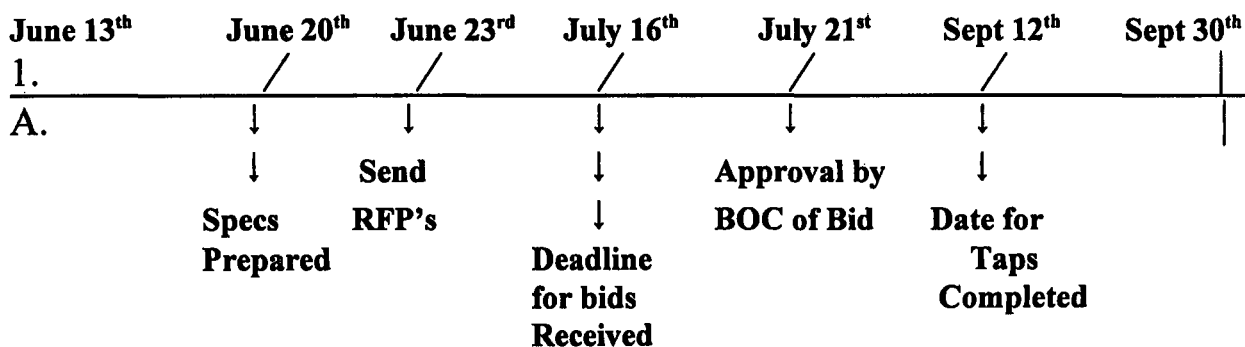 June 13th June 20th June 23rd July 16th July 21st Sept 12th Sept 30th
1.
A.
Send Approval by
Specs RFP's BOC of Bid Date for
Prepared Deadline Taps
for bids Completed
Received